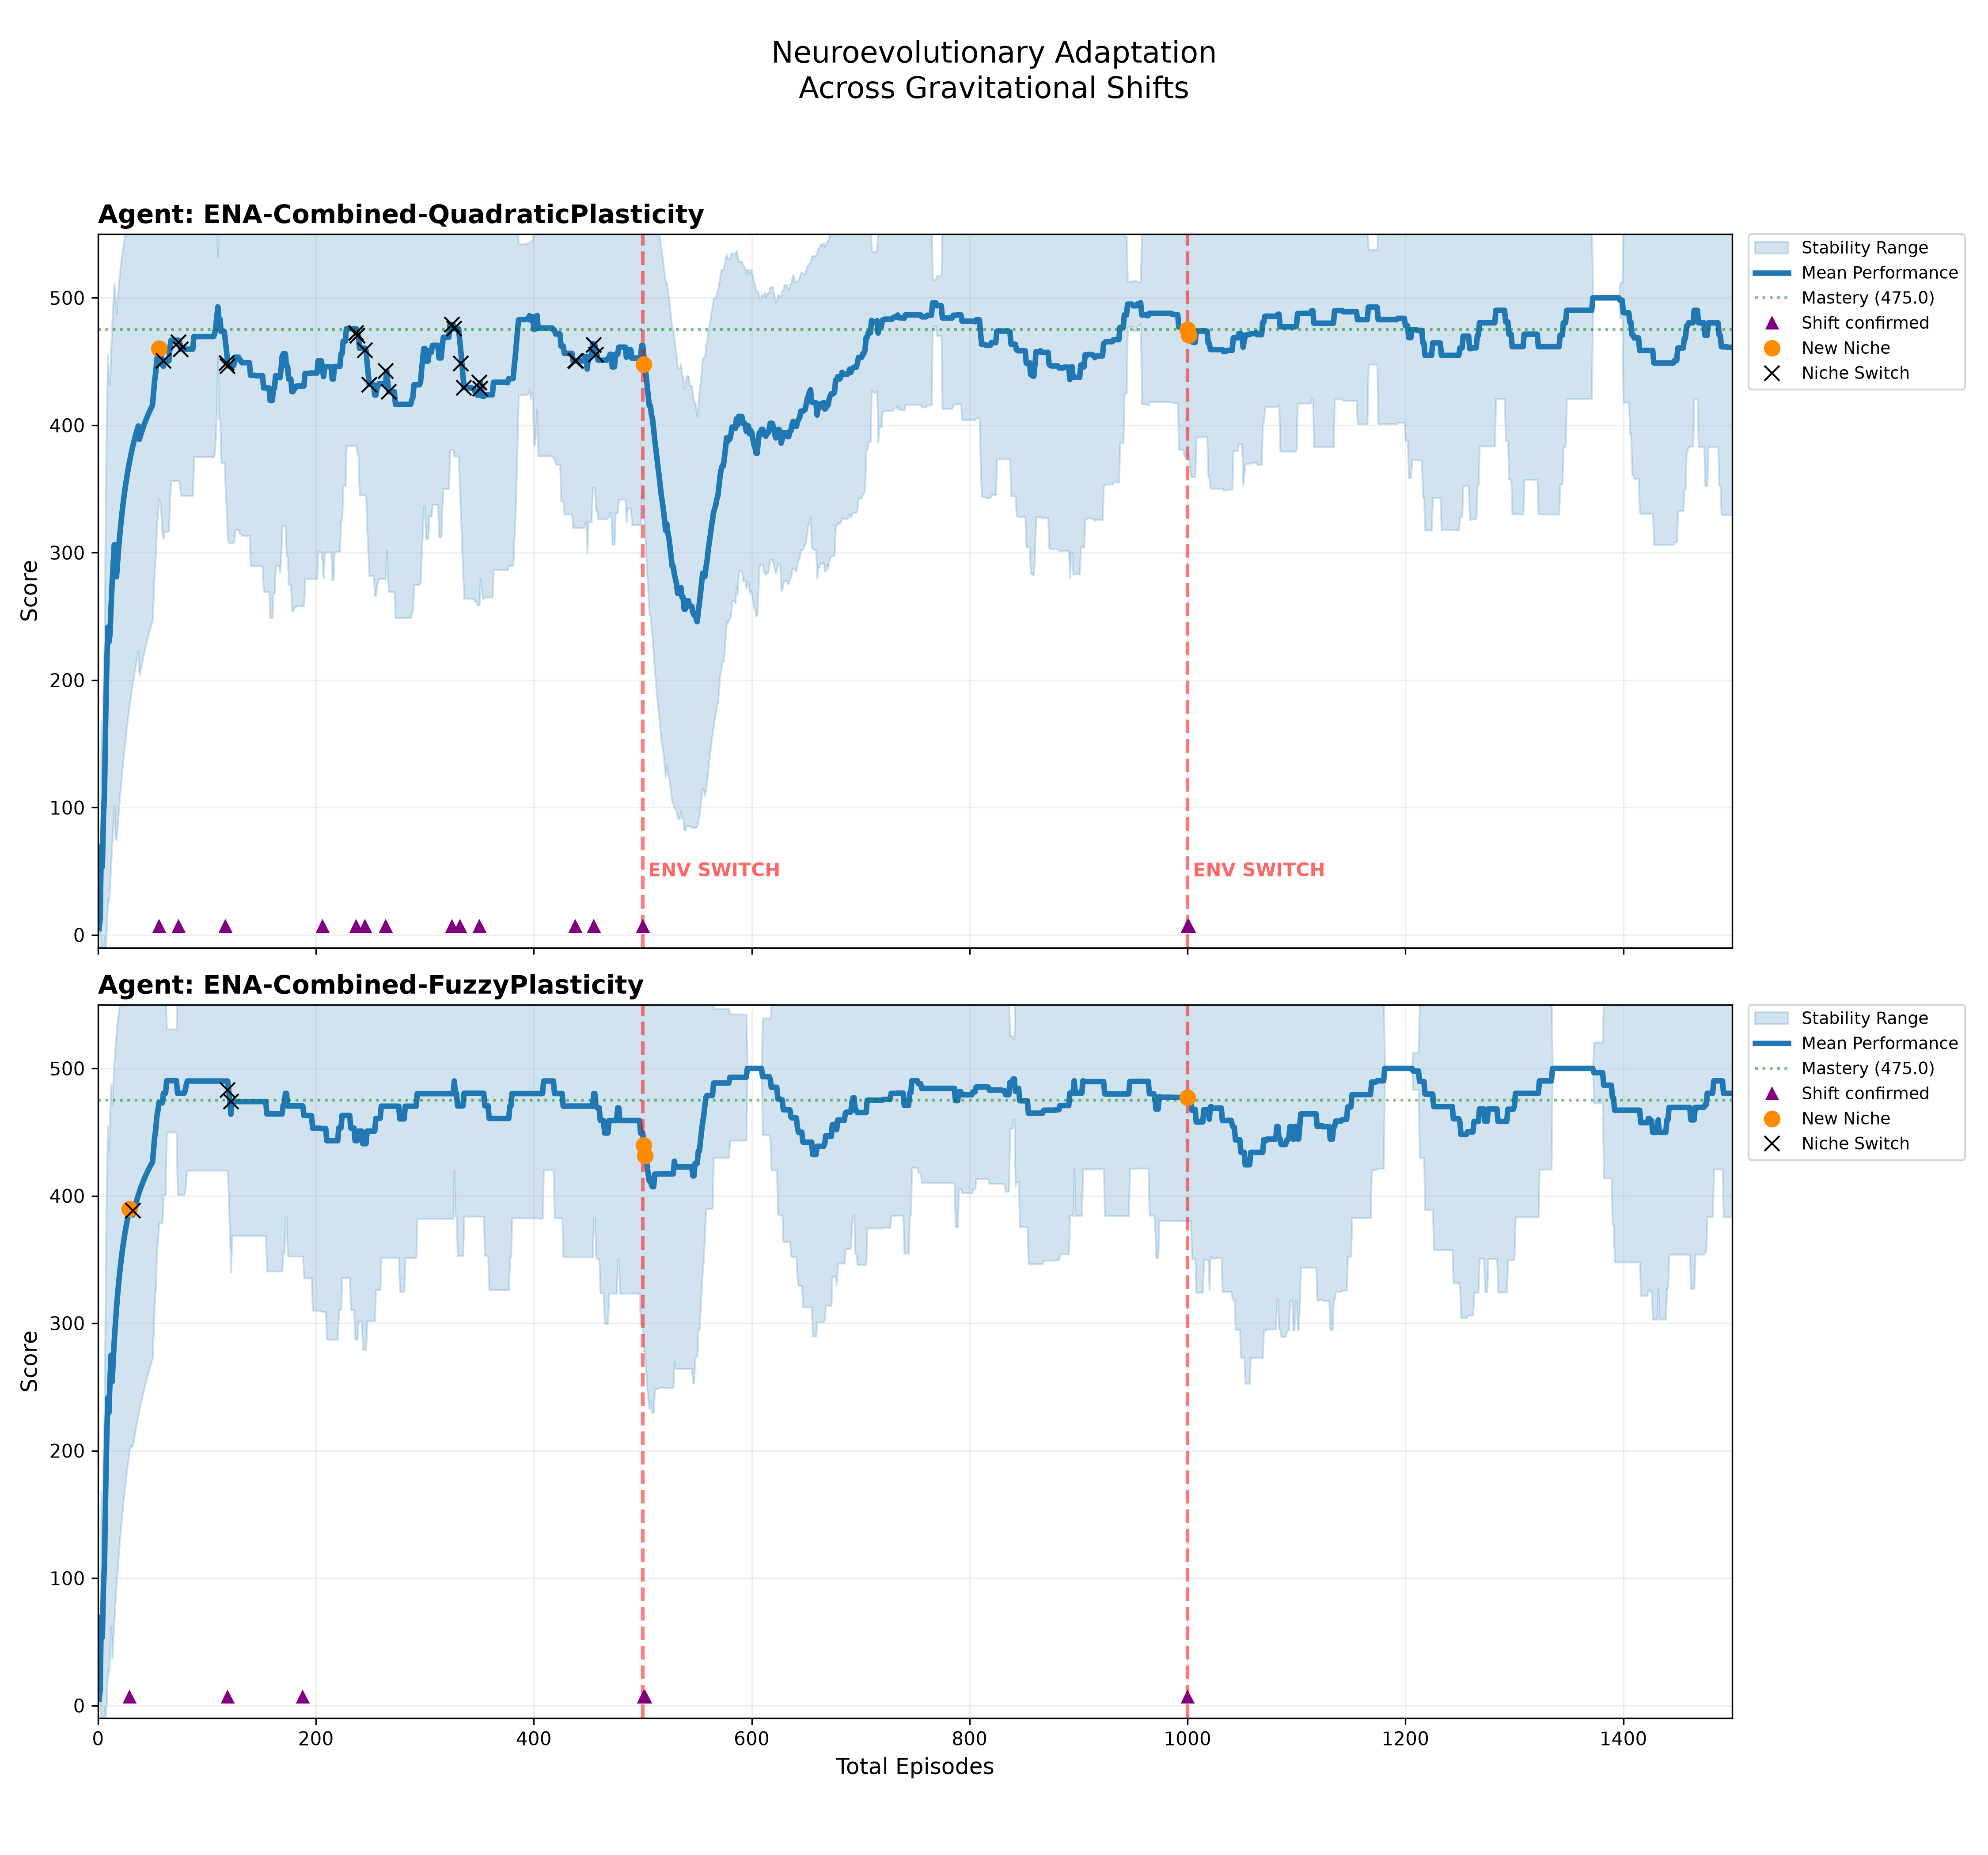 Neuroevolutionary Adaptation
Across Gravitational Shifts
Agent: ENA-Combined-QuadraticPlasticity
Score
500
400
300
200
100
0
ENV SWITCH
ENV SWITCH
Stability Range
Mean Performance
Mastery (475.0)
Shift confirmed
New Niche
Niche Switch
Agent: ENA-Combined-FuzzyPlasticity
Score
500
400
300
200
100
0
0 200 400 600 800 1000 1200 1400
Total Episodes
Stability Range
Mean Performance
Mastery (475.0)
Shift confirmed
New Niche
Niche Switch